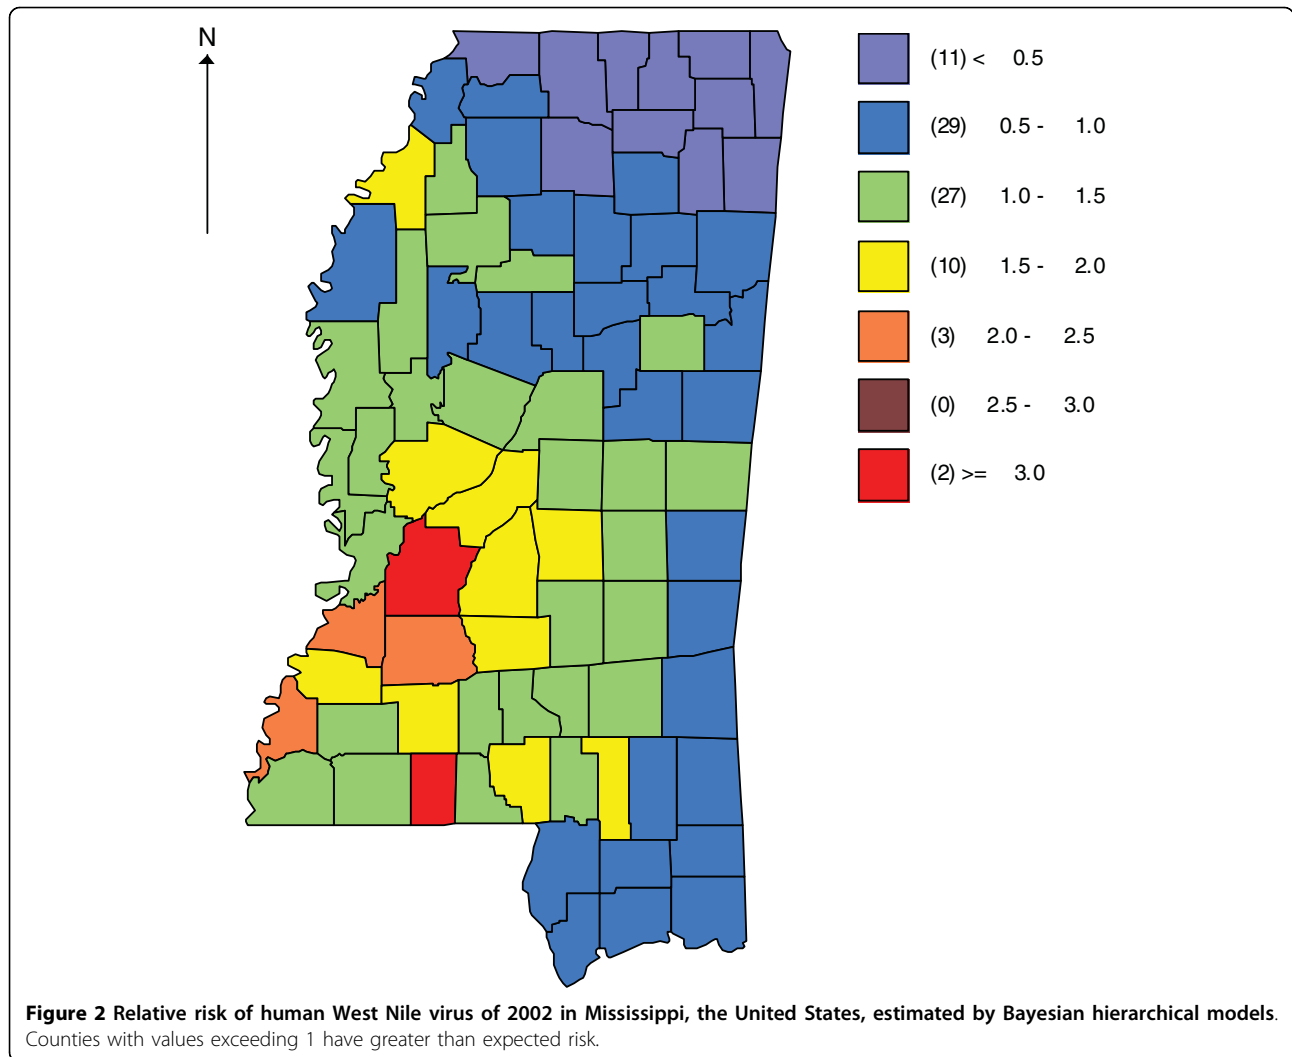 N
(11) < 0.5
(29) 0.5 - 1.0
(27) 1.0 - 1.5
(10) 1.5 - 2.0
(3) 2.0 - 2.5
(0) 2.5 - 3.0
(2) >= 3.0
Figure 2 Relative risk of human West Nile virus of 2002 in Mississippi, the United States, estimated by Bayesian hierarchical models.
Counties with values exceeding 1 have greater than expected risk.